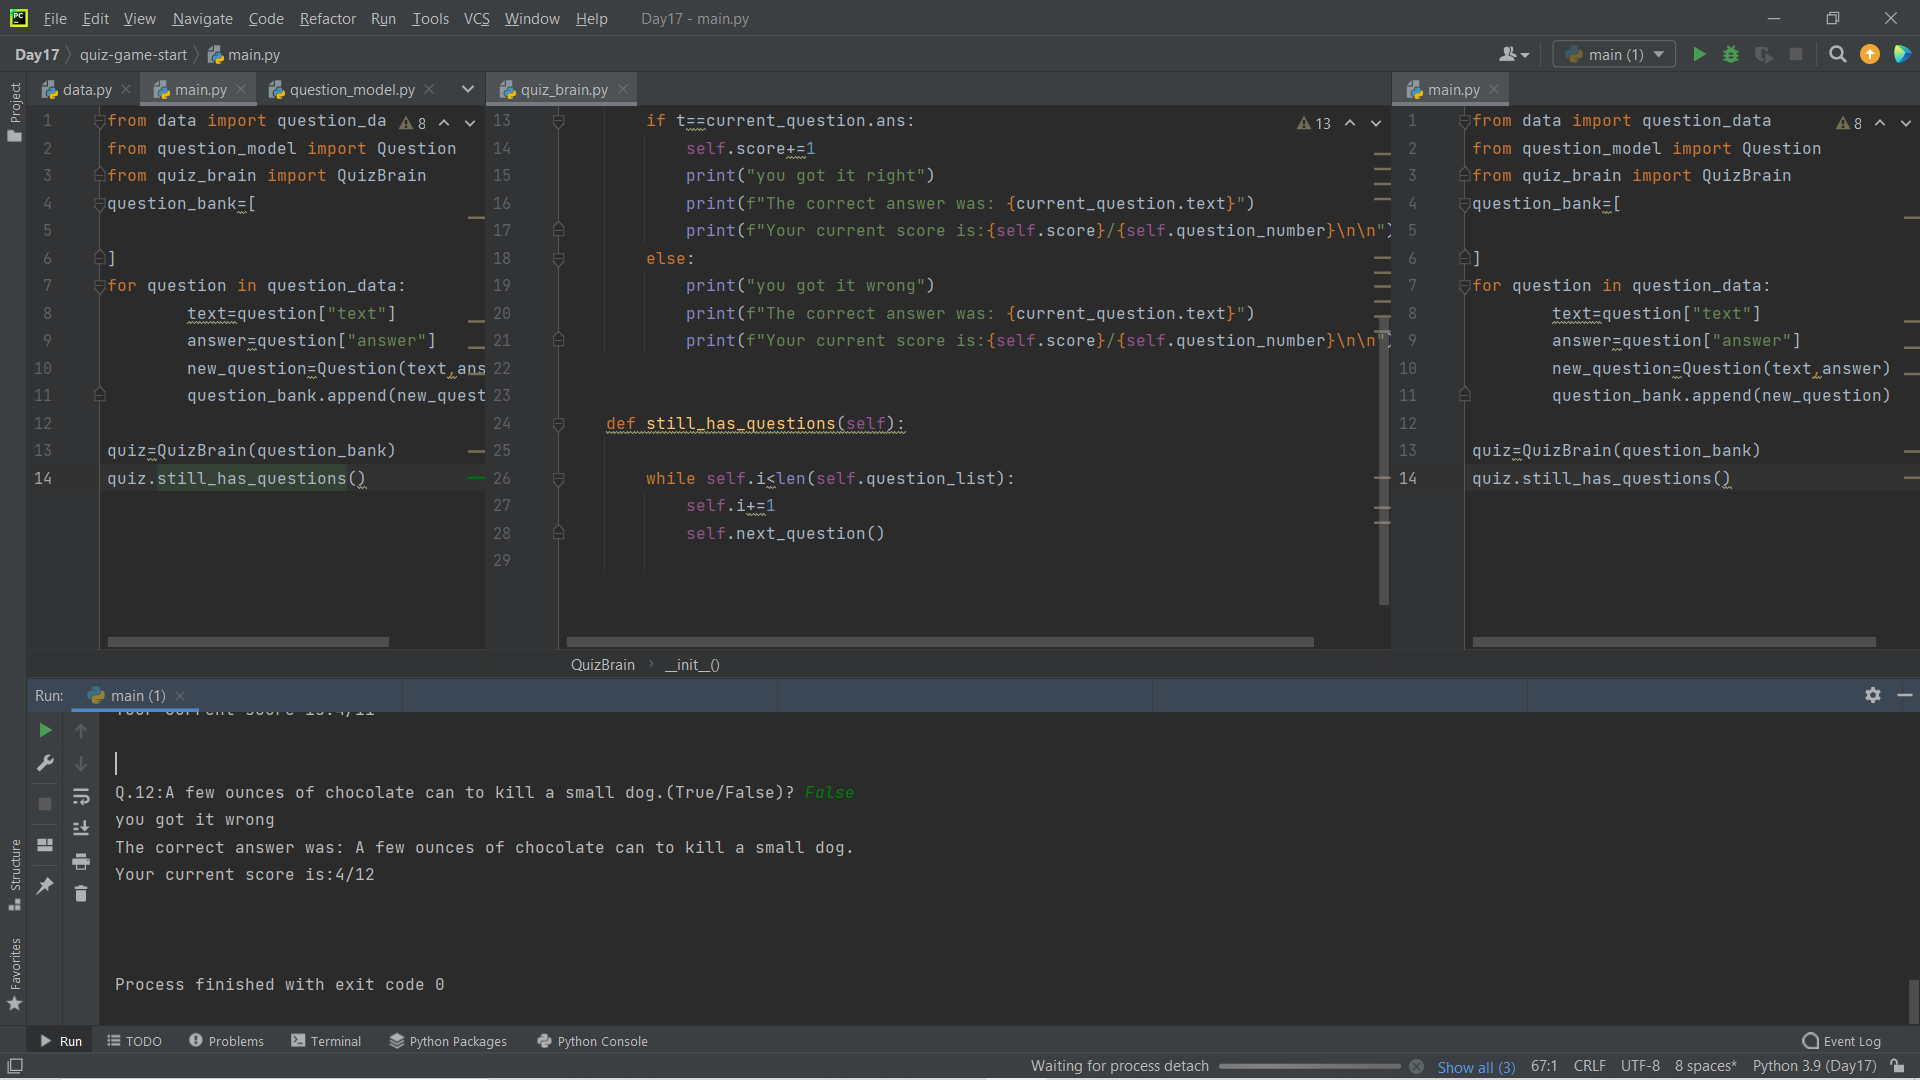 File Edit View Navigate Code Refactor Run Tools VCS Window Help Day17 - main.py
Day17 quiz-game-start main.py main (1)
Project
data.py main.py question_model.py
1 from data import question_da 8
2 from question_model import Question
3 from quiz_brain import QuizBrain
4 question_bank=[
5
6 ]
7 for question in question_data:
8 text=question["text"]
9 answer=question["answer"]
10 new_question=Question(text,ans
11 question_bank.append(new_quest
12
13 quiz=QuizBrain(question_bank)
14 quiz.still_has_questions()
quiz_brain.py
13 if t==current_question.ans: 13
14 self.score+=1
15 print("you got it right")
16 print(f"The correct answer was: {current_question.text}")
17 print(f"Your current score is:{self.score}/{self.question_number}\n\n")
18 else:
19 print("you got it wrong")
20 print(f"The correct answer was: {current_question.text}")
21 print(f"Your current score is:{self.score}/{self.question_number}\n\n")
22
23
24 def still_has_questions(self):
25
26 while self.i<len(self.question_list):
27 self.i+=1
28 self.next_question()
29
main.py
1 from data import question_data 8
2 from question_model import Question
3 from quiz_brain import QuizBrain
4 question_bank=[
5
6 ]
7 for question in question_data:
8 text=question["text"]
9 answer=question["answer"]
10 new_question=Question(text,answer)
11 question_bank.append(new_question)
12
13 quiz=QuizBrain(question_bank)
14 quiz.still_has_questions()
QuizBrain __init__()
Run: main (1)
Your current score is:4/11
Q.12:A few ounces of chocolate can to kill a small dog.(True/False)? False
you got it wrong
The correct answer was: A few ounces of chocolate can to kill a small dog.
Your current score is:4/12
Process finished with exit code 0
Structure
Favorites
Run TODO Problems Terminal Python Packages Python Console Event Log
Waiting for process detach Show all (3) 67:1 CRLF UTF-8 8 spaces* Python 3.9 (Day17)